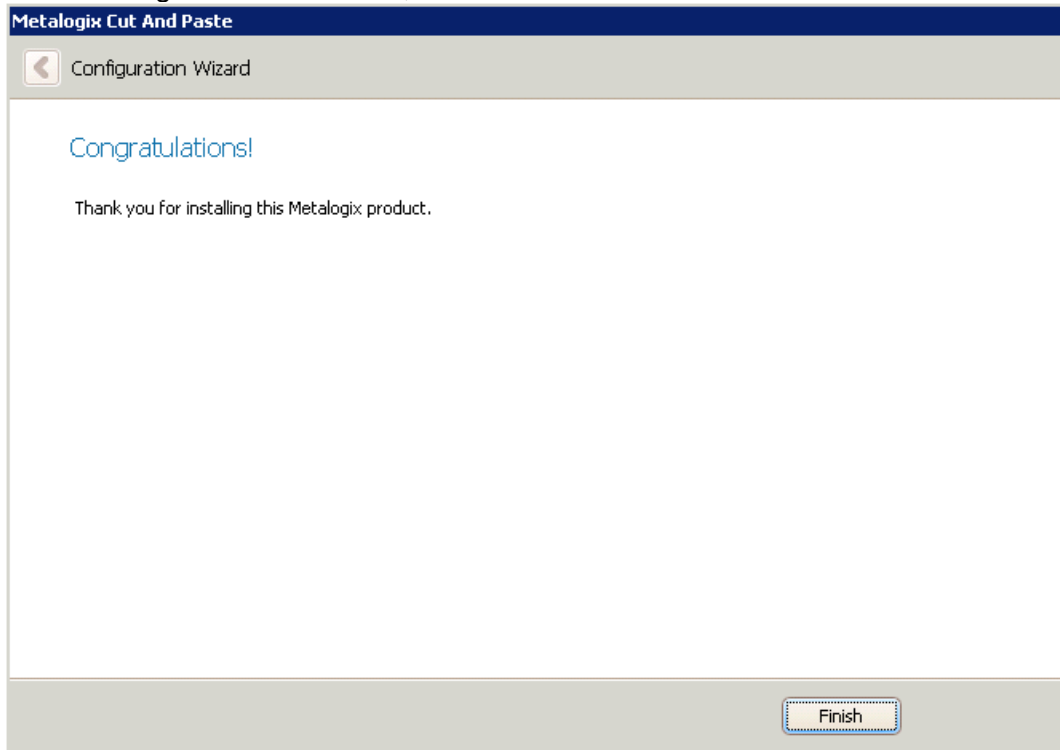 Metalogix Cut And Paste
Configuration Wizard
Congratulations!
Thank you for installing this Metalogix product.
Finish